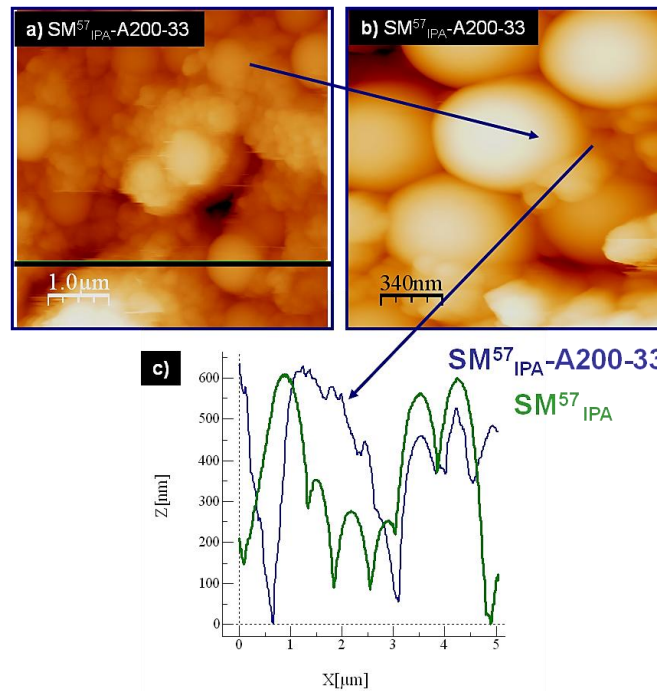 a) SM⁵⁷IPA-A200-33
b) SM⁵⁷IPA-A200-33
1.0µm
340nm
c)
SM⁵⁷IPA-A200-33
SM⁵⁷IPA
600
500
400
300
200
100
0
Z[nm]
0 1 2 3 4 5
X[µm]